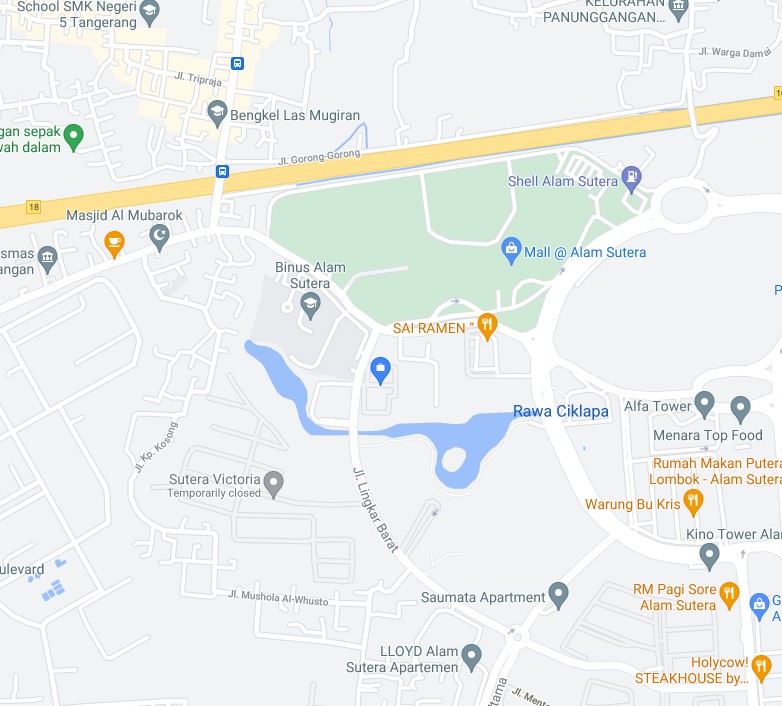 School SMK Negeri
5 Tangerang
KELURAHAN
PANUNGGANGAN...
Jl. Warga Damai
Jl. Tripraja
Bengkel Las Mugiran
gan sepak
wah dalam
Jl. Gorong-Gorong
18
Shell Alam Sutera
Masjid Al Mubarok
smas
angan
Mall @ Alam Sutera
Binus Alam
Sutera
P
SAI RAMEN "
Rawa Ciklapa
Alfa Tower
Menara Top Food
Jl. Kp. Kosong
Rumah Makan Putera
Lombok - Alam Sutera
Sutera Victoria
Temporarily closed
Warung Bu Kris
Jl. Lingkar Barat
Kino Tower Alam
ulevard
Jl. Mushola Al-Whusto
Saumata Apartment
RM Pagi Sore
Alam Sutera
G
A
LLOYD Alam
Sutera Apartemen
Holycow!
STEAKHOUSE by...
ttama